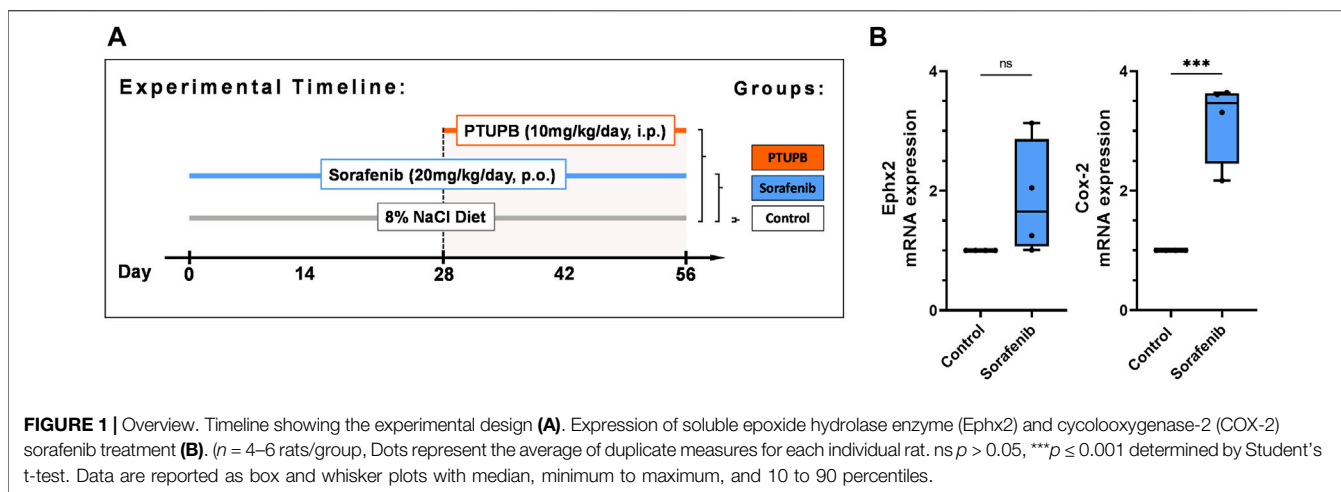 A
Experimental Timeline:
Groups:
PTUPB (10mg/kg/day, i.p.)
PTUPB
Sorafenib (20mg/kg/day, p.o.)
Sorafenib
8% NaCl Diet
Control
Day 0 14 28 42 56
B
ns
4
2
0
Ephx2
mRNA expression
Control
Sorafenib
***
4
2
0
Cox-2
mRNA expression
Control
Sorafenib
FIGURE 1 | Overview. Timeline showing the experimental design (A). Expression of soluble epoxide hydrolase enzyme (Ephx2) and cycolooxygenase-2 (COX-2)
sorafenib treatment (B). (n = 4–6 rats/group, Dots represent the average of duplicate measures for each individual rat. ns p > 0.05, ***p ≤ 0.001 determined by Student's
t-test. Data are reported as box and whisker plots with median, minimum to maximum, and 10 to 90 percentiles.